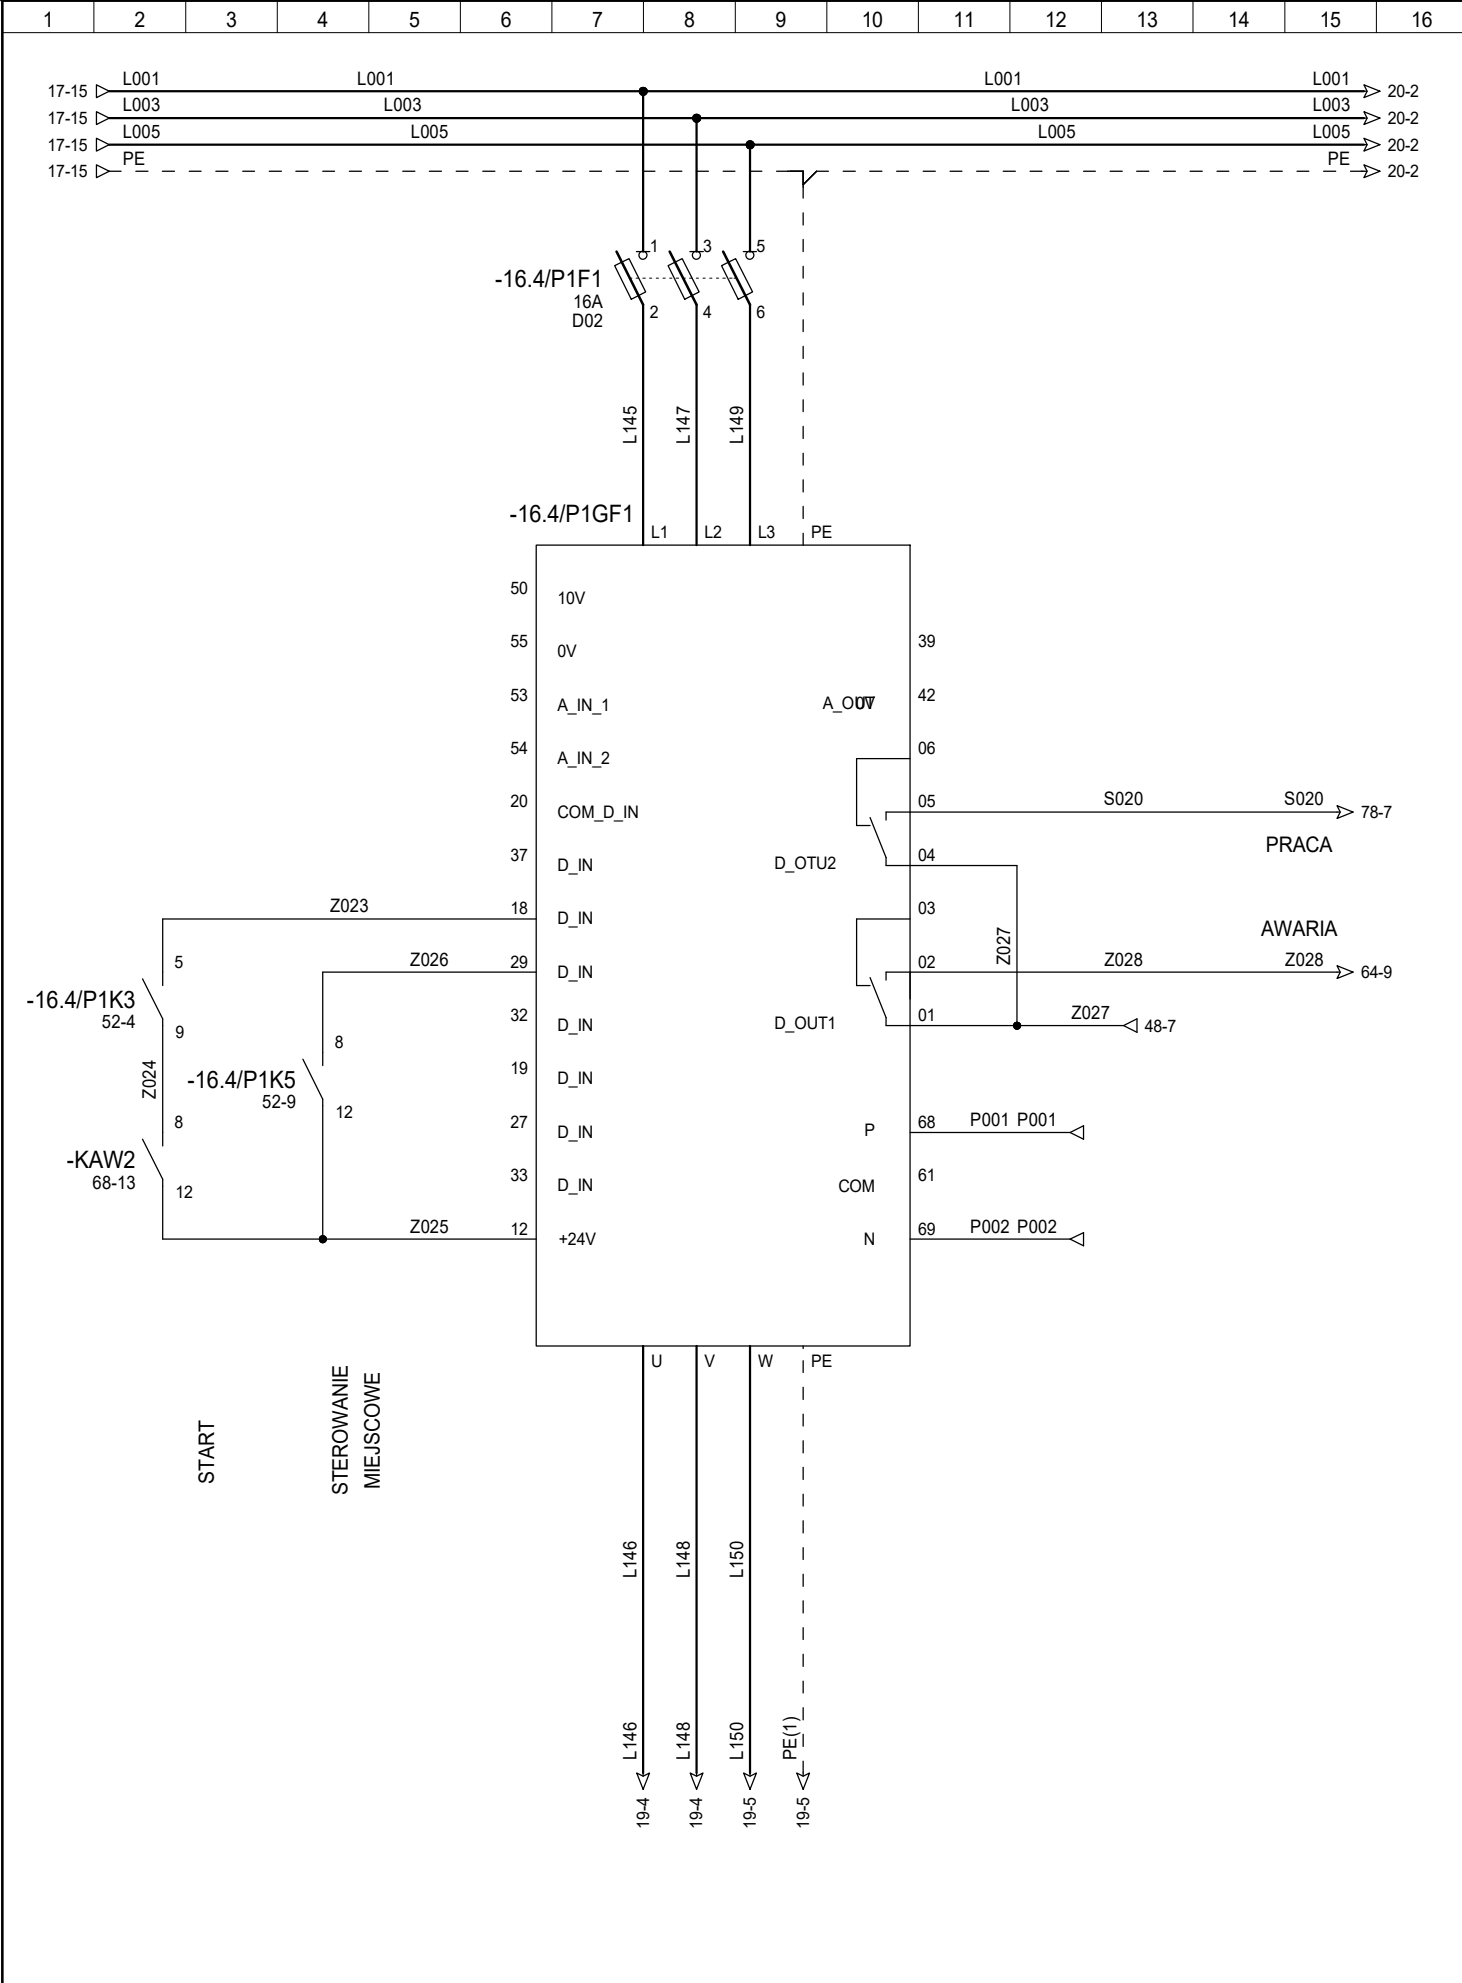 1 2 3 4 5 6 7 8 9 10 11 12 13 14 15 16
17-15 L001 L001 L001 L001 20-2
17-15 L003 L003 L003 L003 20-2
17-15 L005 L005 L005 L005 20-2
17-15 PE PE 20-2
1 3 5
-16.4/P1F1
16A
D02
2 4 6
L145 L147 L149
-16.4/P1GF1
L1 L2 L3 PE
50 10V
55 0V 39
53 A_IN_1 A_OUT 0V 42
54 A_IN_2 06
20 COM_D_IN 05 S020 S020 78-7
PRACA
37 D_IN D_OTU2 04
Z023 18 D_IN 03
AWARIA
Z027
5 Z026 29 D_IN 02 Z028 Z028 64-9
-16.4/P1K3
52-4
9
32 D_IN D_OUT1 01 Z027 48-7
8
Z024
-16.4/P1K5
52-9
12
19 D_IN
8
27 D_IN P 68 P001 P001
-KAW2
68-13
12
33 D_IN COM 61
Z025 12 +24V N 69 P002 P002
U V W PE
START
STEROWANIE
MIEJSCOWE
L146 L148 L150
L146 L148 L150 PE(1)
19-4 19-4 19-5 19-5